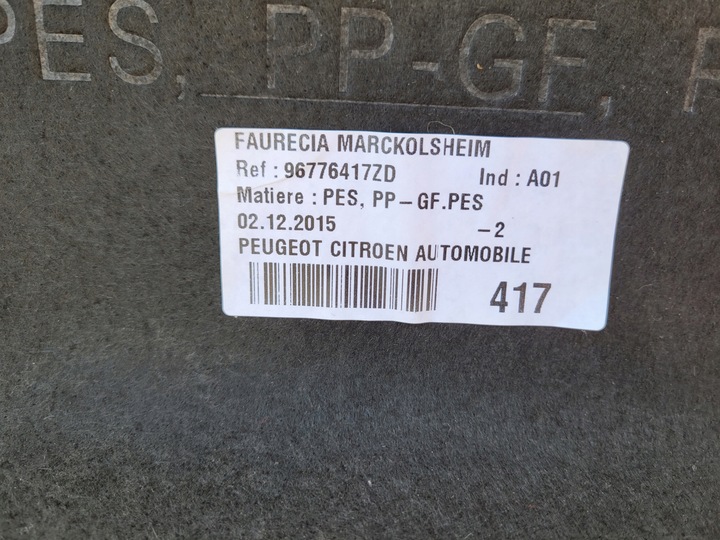 PES, PP-GF, P
FAURECIA MARCKOLSHEIM
Ref : 96776417ZD Ind : A01
Matiere : PES, PP-GF.PES
02.12.2015 -2
PEUGEOT CITROEN AUTOMOBILE
417